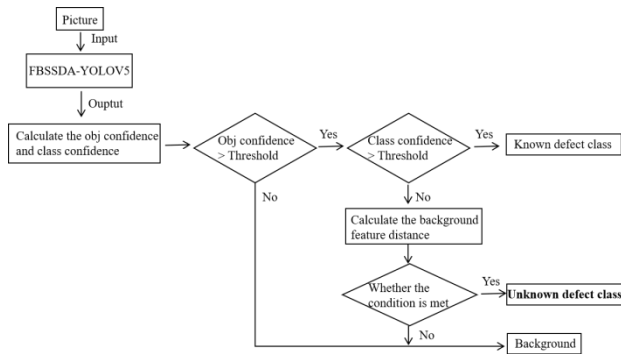 Picture
Input
FBSSDA-YOLOV5
Ouptut
Calculate the obj confidence
and class confidence
Obj confidence
> Threshold
Yes
Class confidence
> Threshold
Yes
Known defect class
No
No
Calculate the background
feature distance
Whether the
condition is met
Yes
Unknown defect class
No
Background